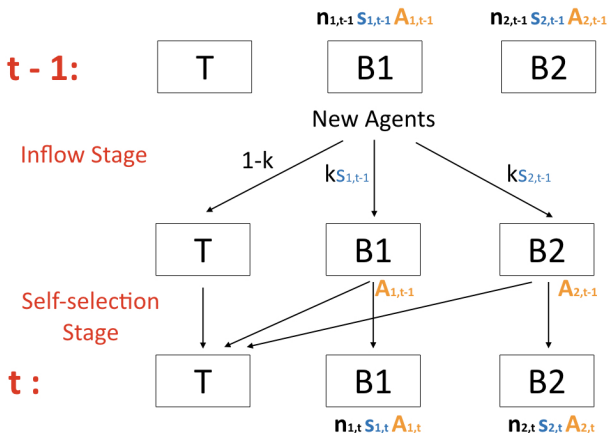 n1,t-1 s1,t-1 A1,t-1 n2,t-1 s2,t-1 A2,t-1
t - 1: T B1 B2
New Agents
Inflow Stage
1-k ks1,t-1 ks2,t-1
T B1 B2
A1,t-1 A2,t-1
Self-selection
Stage
t : T B1 B2
n1,t s1,t A1,t n2,t s2,t A2,t